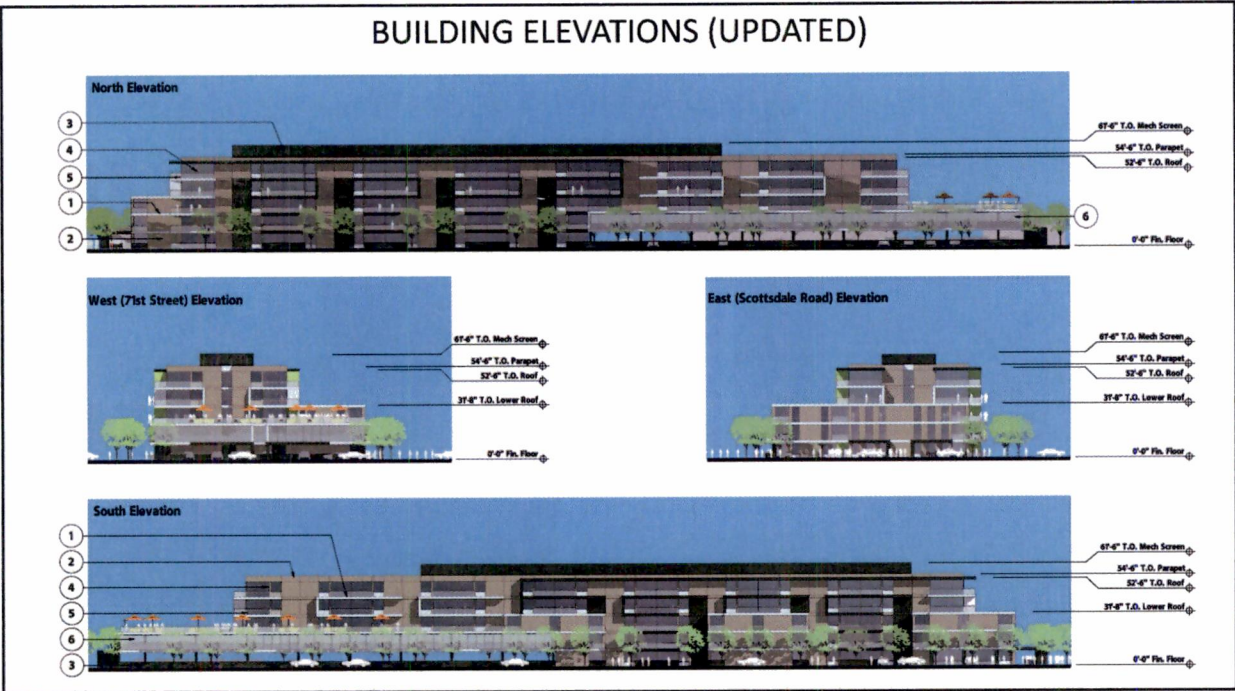 BUILDING ELEVATIONS (UPDATED)
North Elevation
3
4
5
1
2
6
67'-6" T.O. Mech Screen
54'-6" T.O. Parapet
52'-6" T.O. Roof
0'-0" Fin. Floor
West (71st Street) Elevation
67'-6" T.O. Mech Screen
54'-6" T.O. Parapet
52'-6" T.O. Roof
31'-8" T.O. Lower Roof
0'-0" Fin. Floor
East (Scottsdale Road) Elevation
67'-6" T.O. Mech Screen
54'-6" T.O. Parapet
52'-6" T.O. Roof
31'-8" T.O. Lower Roof
0'-0" Fin. Floor
South Elevation
1
2
4
5
6
3
67'-6" T.O. Mech Screen
54'-6" T.O. Parapet
52'-6" T.O. Roof
31'-8" T.O. Lower Roof
0'-0" Fin. Floor